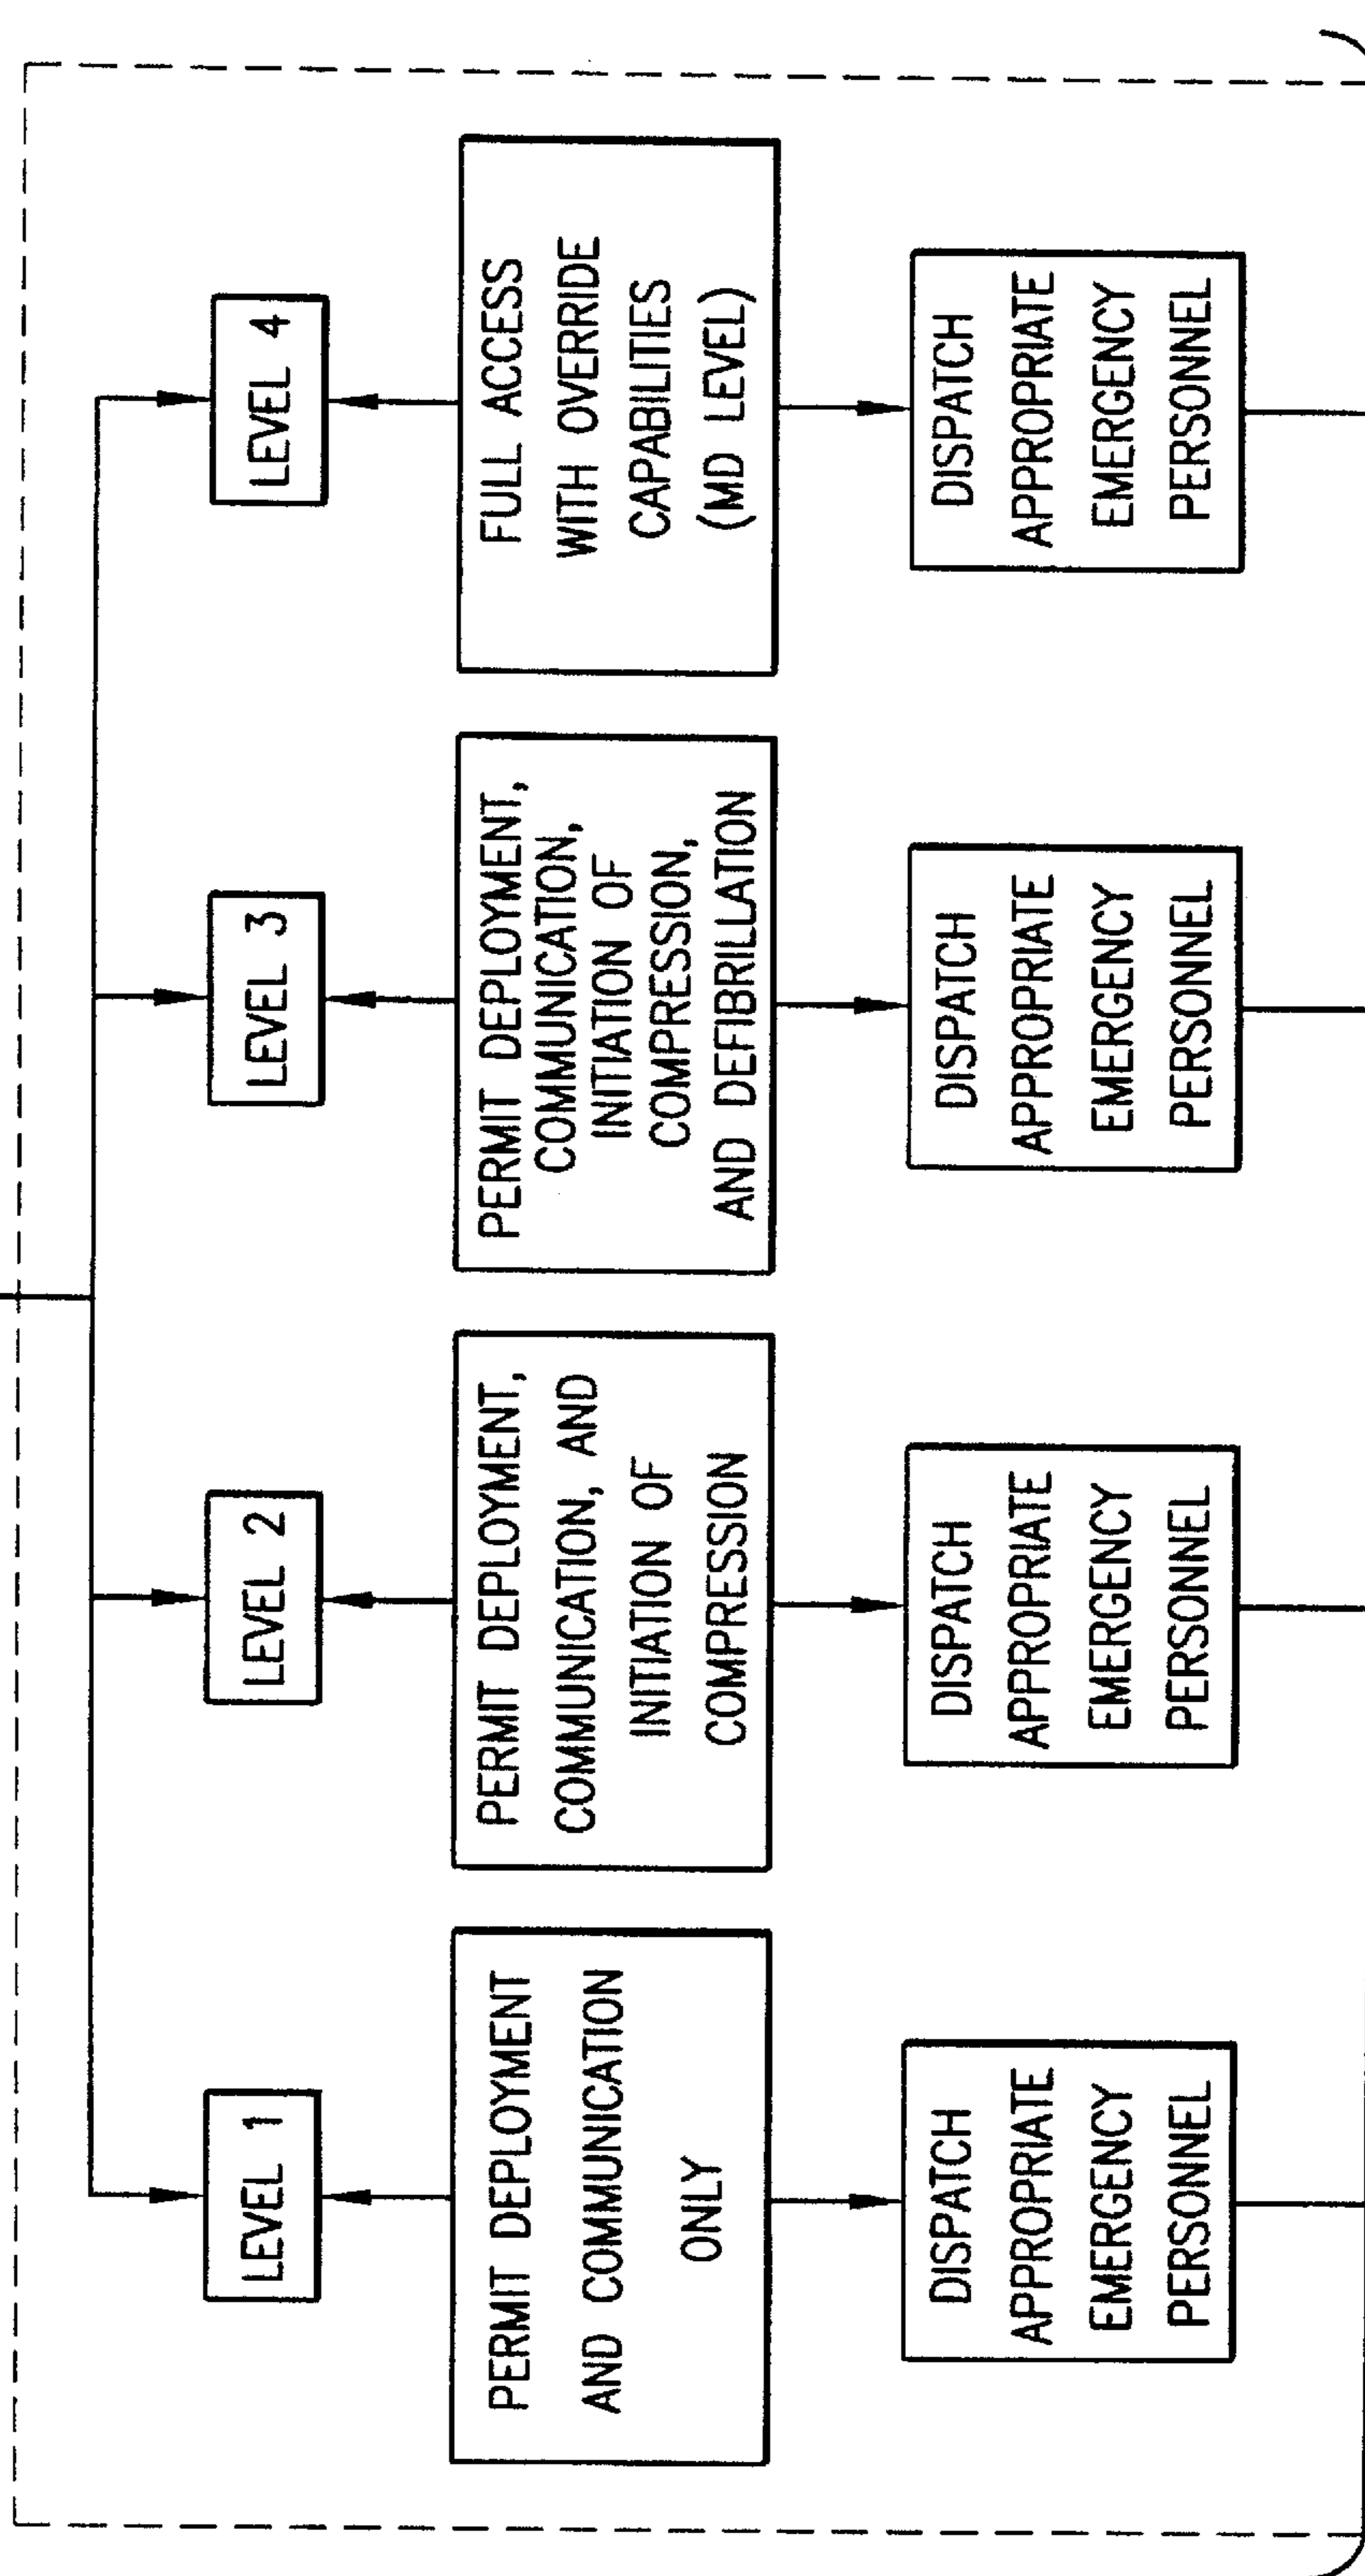 LEVEL 1
PERMIT DEPLOYMENT
AND COMMUNICATION
ONLY
DISPATCH
APPROPRIATE
EMERGENCY
PERSONNEL
LEVEL 2
PERMIT DEPLOYMENT,
COMMUNICATION, AND
INITIATION OF
COMPRESSION
DISPATCH
APPROPRIATE
EMERGENCY
PERSONNEL
LEVEL 3
PERMIT DEPLOYMENT,
COMMUNICATION,
INITIATION OF
COMPRESSION,
AND DEFIBRILLATION
DISPATCH
APPROPRIATE
EMERGENCY
PERSONNEL
LEVEL 4
FULL ACCESS
WITH OVERRIDE
CAPABILITIES
(MD LEVEL)
DISPATCH
APPROPRIATE
EMERGENCY
PERSONNEL